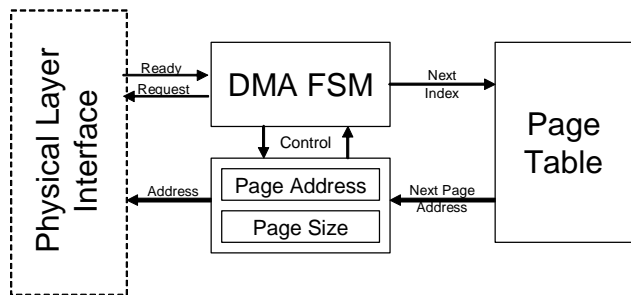 Physical Layer
Interface
Ready
Request
DMA FSM
Next
Index
Page
Table
Control
Page Address
Page Size
Address
Next Page
Address